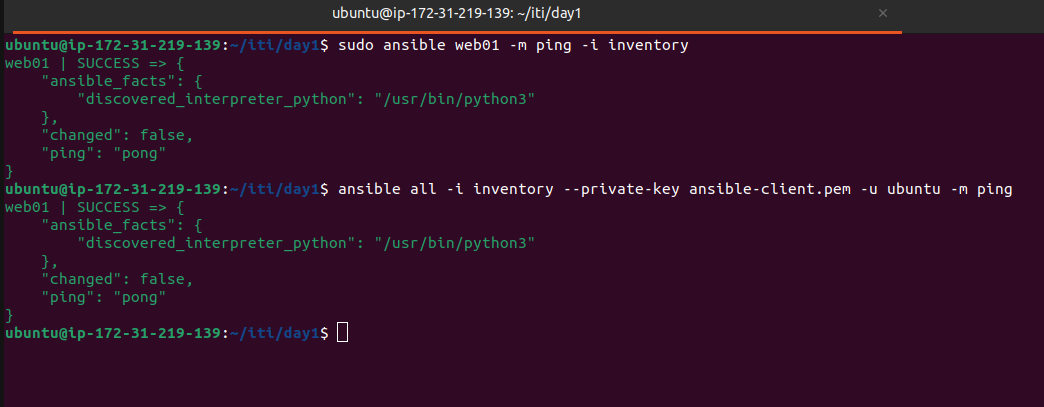 ubuntu@ip-172-31-219-139: ~/iti/day1
ubuntu@ip-172-31-219-139:~/iti/day1$ sudo ansible web01 -m ping -i inventory
web01 | SUCCESS => {
    "ansible_facts": {
        "discovered_interpreter_python": "/usr/bin/python3"
    },
    "changed": false,
    "ping": "pong"
}
ubuntu@ip-172-31-219-139:~/iti/day1$ ansible all -i inventory --private-key ansible-client.pem -u ubuntu -m ping
web01 | SUCCESS => {
    "ansible_facts": {
        "discovered_interpreter_python": "/usr/bin/python3"
    },
    "changed": false,
    "ping": "pong"
}
ubuntu@ip-172-31-219-139:~/iti/day1$